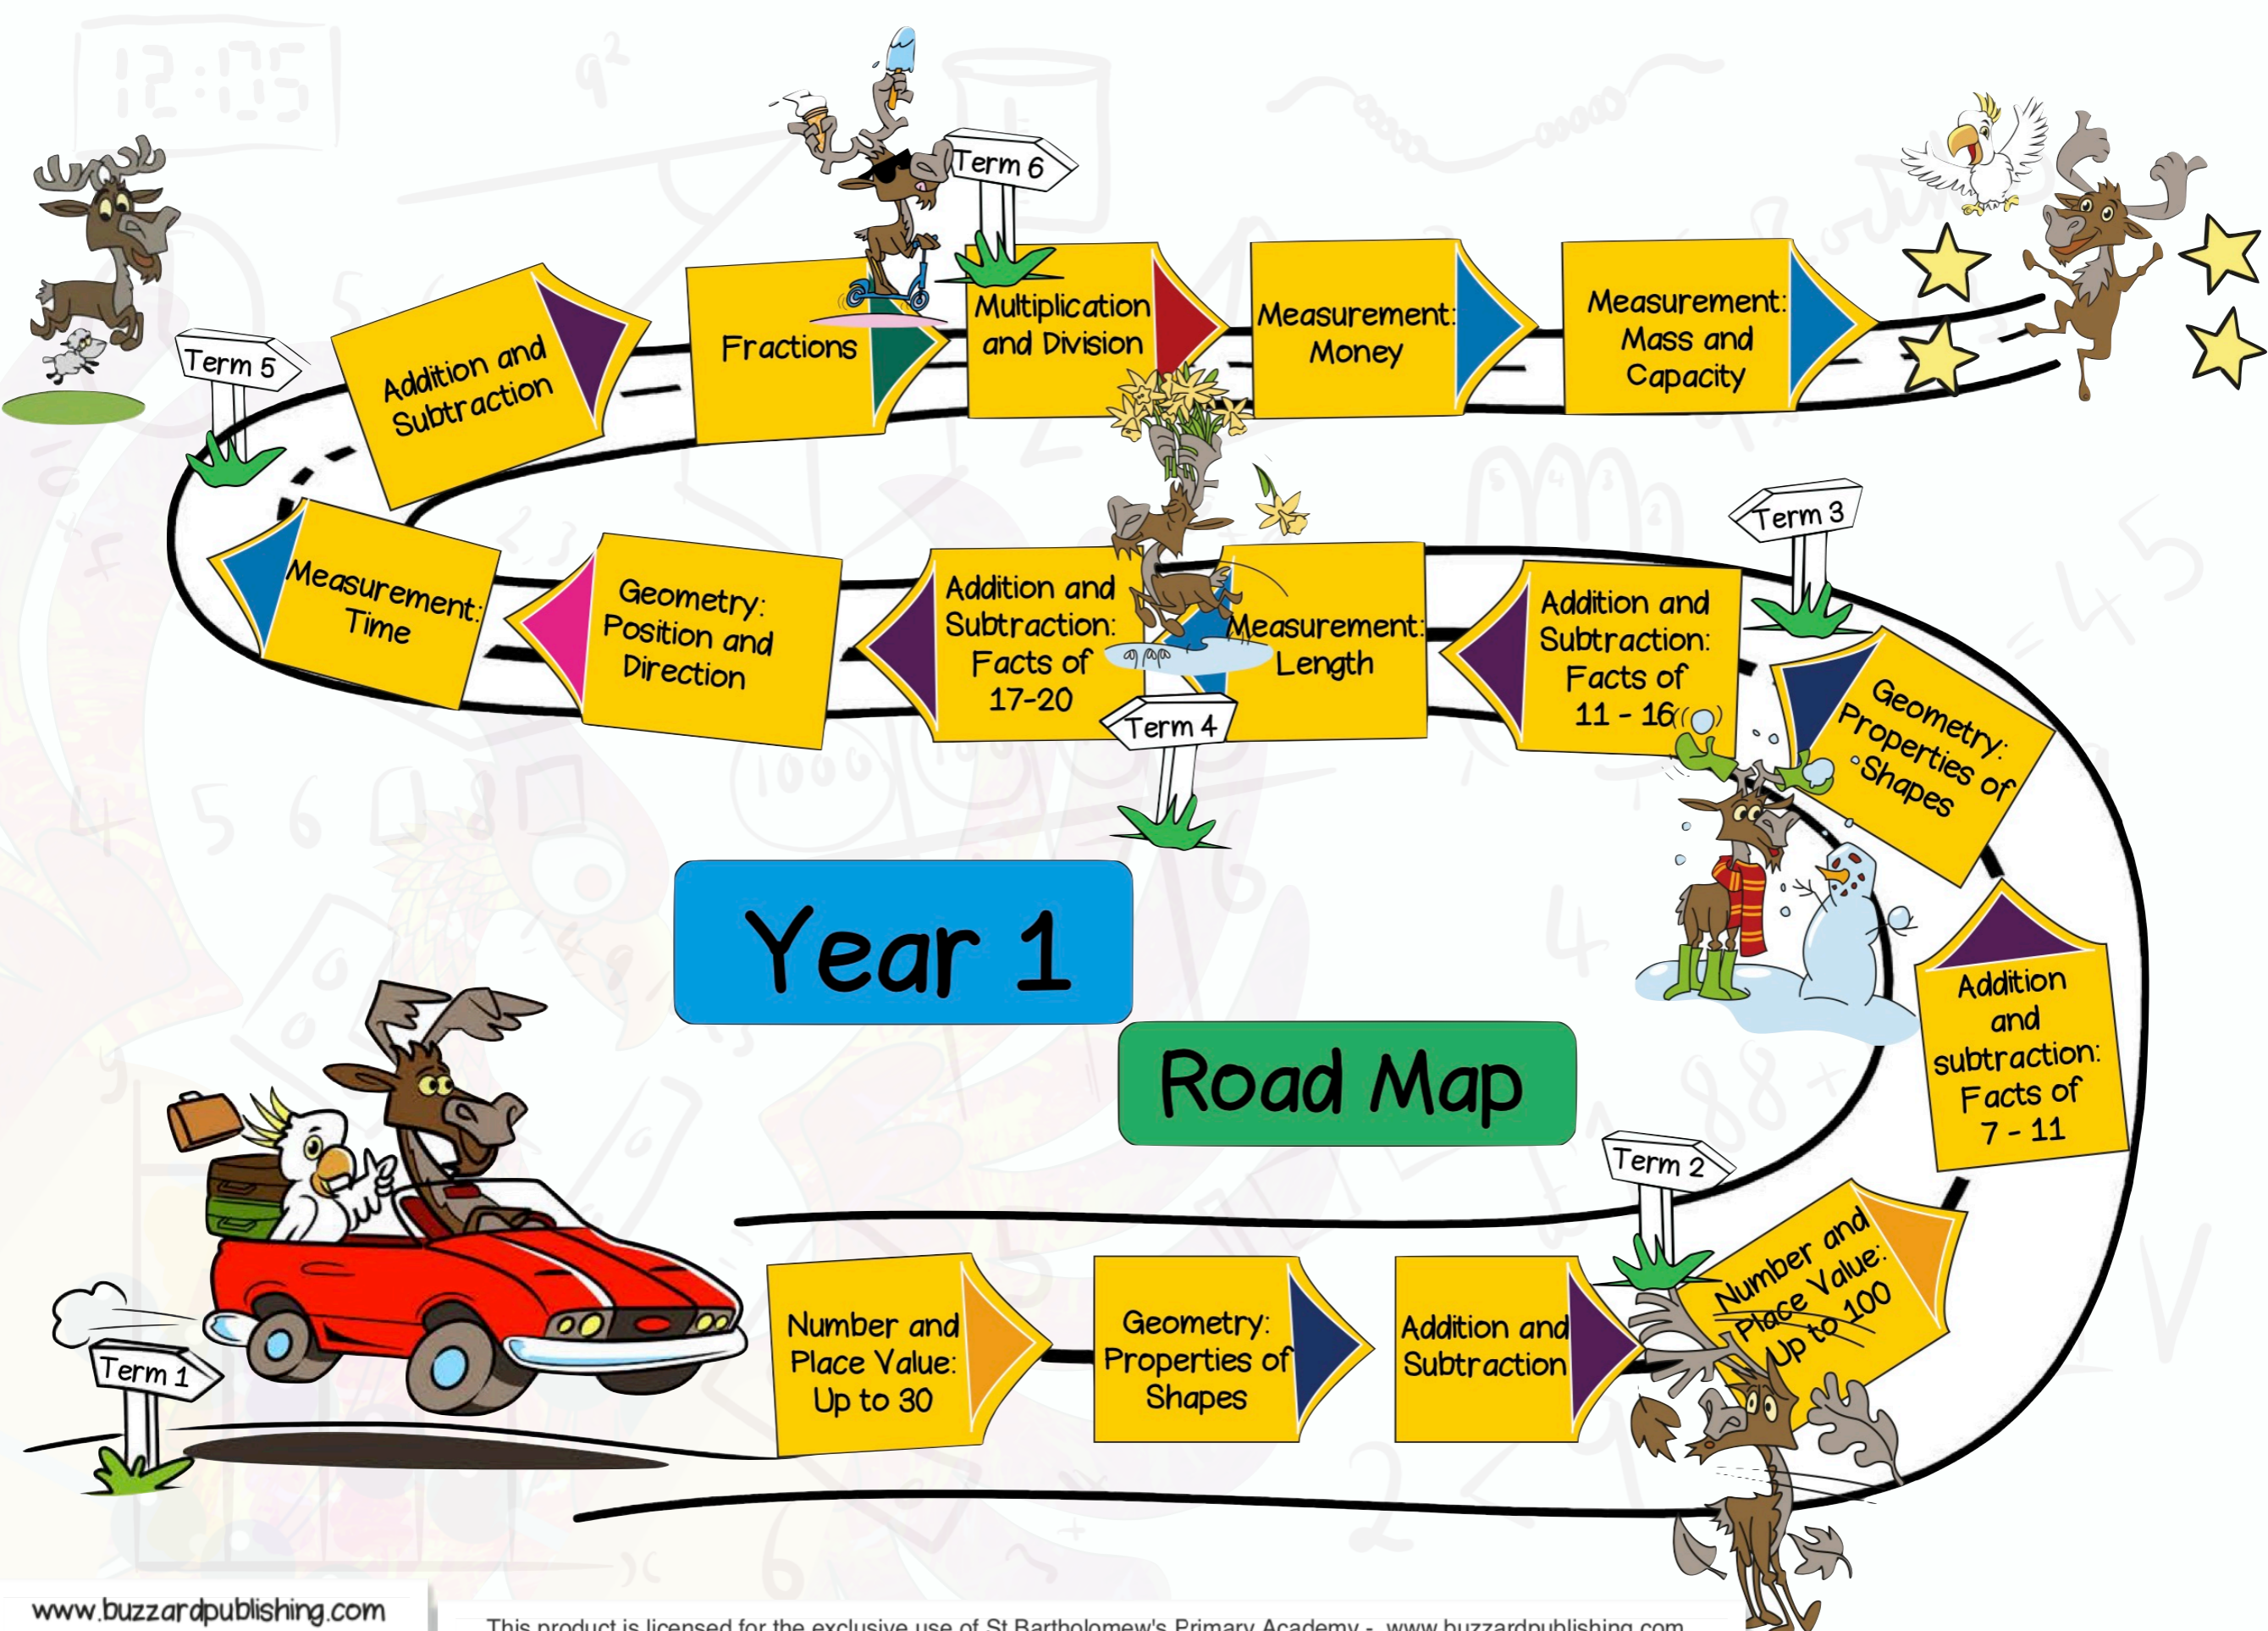 Term 1
Number and
Place Value:
Up to 30
Geometry:
Properties of
Shapes
Addition and
Subtraction
Term 2
Number and
Place Value:
Up to 100
Addition
and
subtraction:
Facts of
7 - 11
Geometry:
Properties of
Shapes
Term 3
Addition and
Subtraction:
Facts of
11 - 16
Measurement:
Length
Term 4
Addition and
Subtraction:
Facts of
17-20
Geometry:
Position and
Direction
Measurement:
Time
Term 5
Addition and
Subtraction
Fractions
Term 6
Multiplication
and Division
Measurement:
Money
Measurement:
Mass and
Capacity
Year 1
Road Map
12:05
www.buzzardpublishing.com
This product is licensed for the exclusive use of St Bartholomew's Primary Academy - www.buzzardpublishing.com